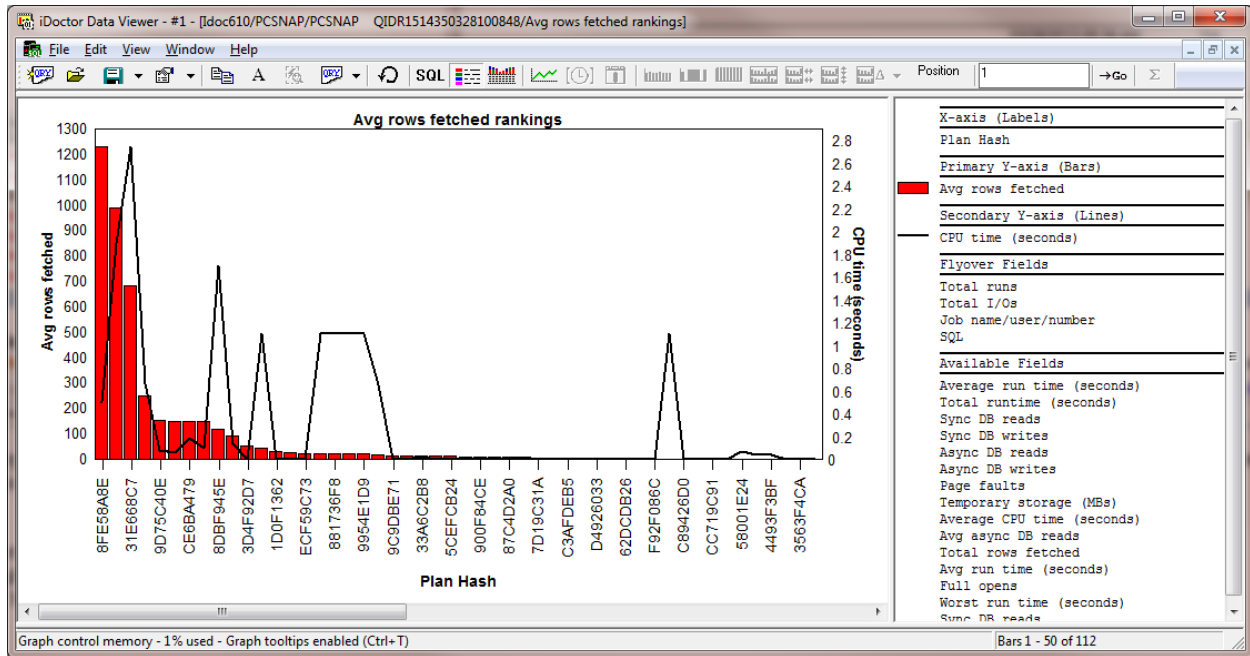 iDoctor Data Viewer - #1 - [Idoc610/PCSNAP/PCSNAP QIDR1514350328100848/Avg rows fetched rankings]
File Edit View Window Help
QRY A QRY SQL Position 1 →Go Σ
Avg rows fetched rankings
1300
1200
1100
1000
900
800
700
600
500
400
300
200
100
0
Avg rows fetched
2.8
2.6
2.4
2.2
2
1.8
1.6
1.4
1.2
1
0.8
0.6
0.4
0.2
0
CPU time (seconds)
8FE58A8E
31E668C7
9D75C40E
CE6BA479
8DBF945E
3D4F92D7
1D0F1362
ECF59C73
881736F8
9954E1D9
9C9DBE71
33A6C2B8
5CEFCB24
900F84CE
87C4D2A0
7D19C31A
C3AFDEB5
D4926033
62DCDB26
F92F086C
C89426D0
CC719C91
58001E24
4493F3BF
3563F4CA
Plan Hash
X-axis (Labels)
Plan Hash
Primary Y-axis (Bars)
Avg rows fetched
Secondary Y-axis (Lines)
CPU time (seconds)
Flyover Fields
Total runs
Total I/Os
Job name/user/number
SQL
Available Fields
Average run time (seconds)
Total runtime (seconds)
Sync DB reads
Sync DB writes
Async DB reads
Async DB writes
Page faults
Temporary storage (MBs)
Average CPU time (seconds)
Avg async DB reads
Total rows fetched
Avg run time (seconds)
Full opens
Worst run time (seconds)
Sync DB reads
Graph control memory - 1% used - Graph tooltips enabled (Ctrl+T)
Bars 1 - 50 of 112